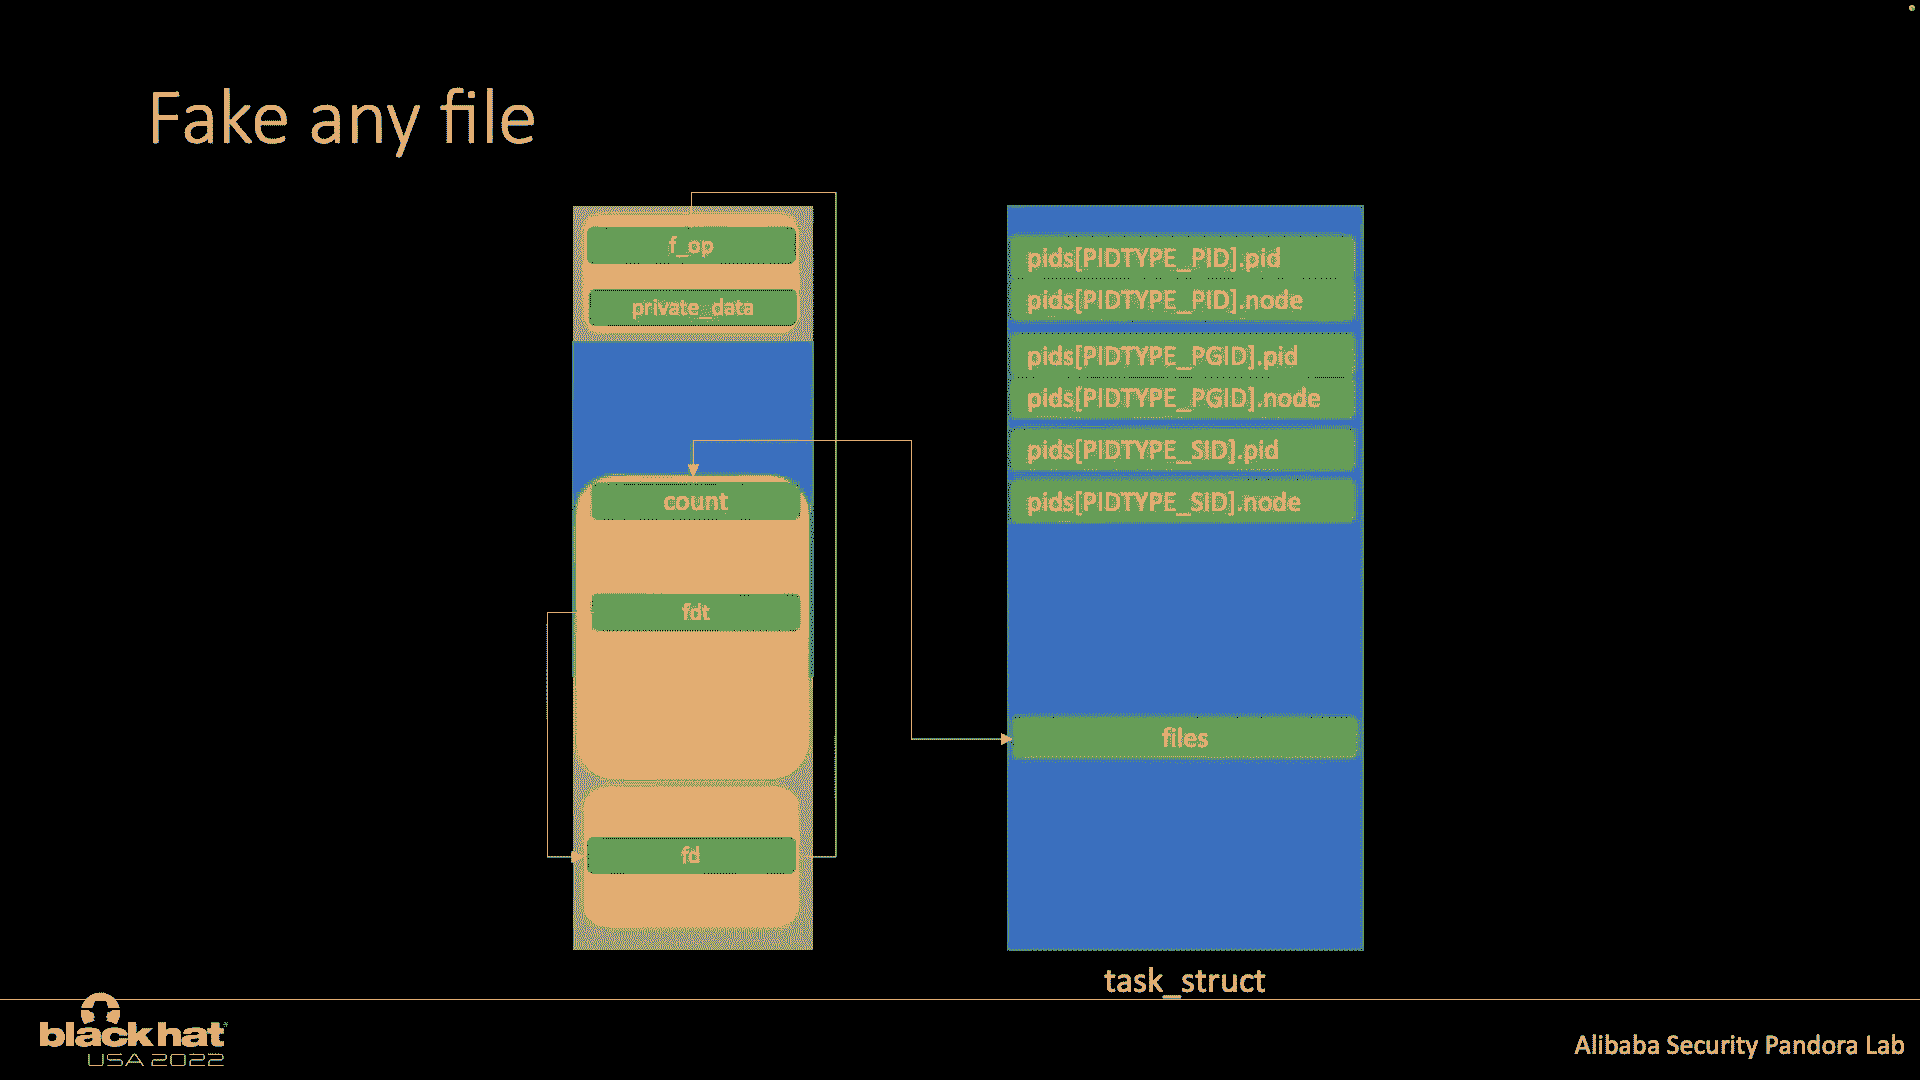 Fake any file
f_op
private_data
count
fdt
fd
pids[PIDTYPE_PID].pid
pids[PIDTYPE_PID].node
pids[PIDTYPE_PGID].pid
pids[PIDTYPE_PGID].node
pids[PIDTYPE_SID].pid
pids[PIDTYPE_SID].node
files
task_struct
black hat
USA 2022
Alibaba Security Pandora Lab